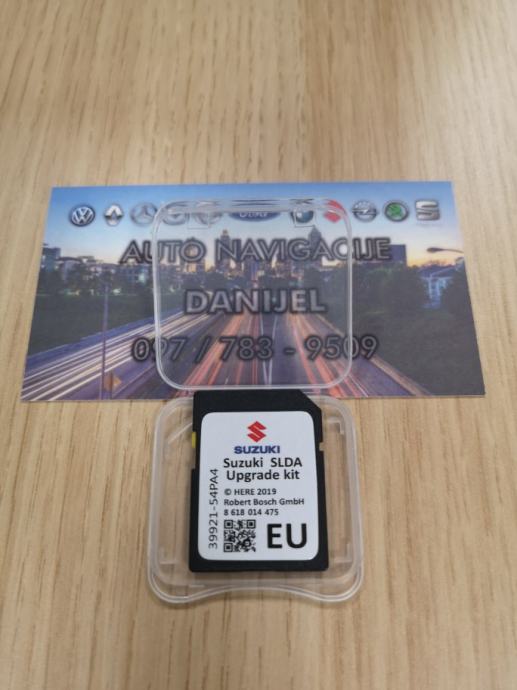 AUTO NAVIGACIJE
DANIJEL
097 / 783 - 9509
SUZUKI
Suzuki SLDA
Upgrade kit
© HERE 2019
Robert Bosch GmbH
8 618 014 475
EU
39921-54PA4